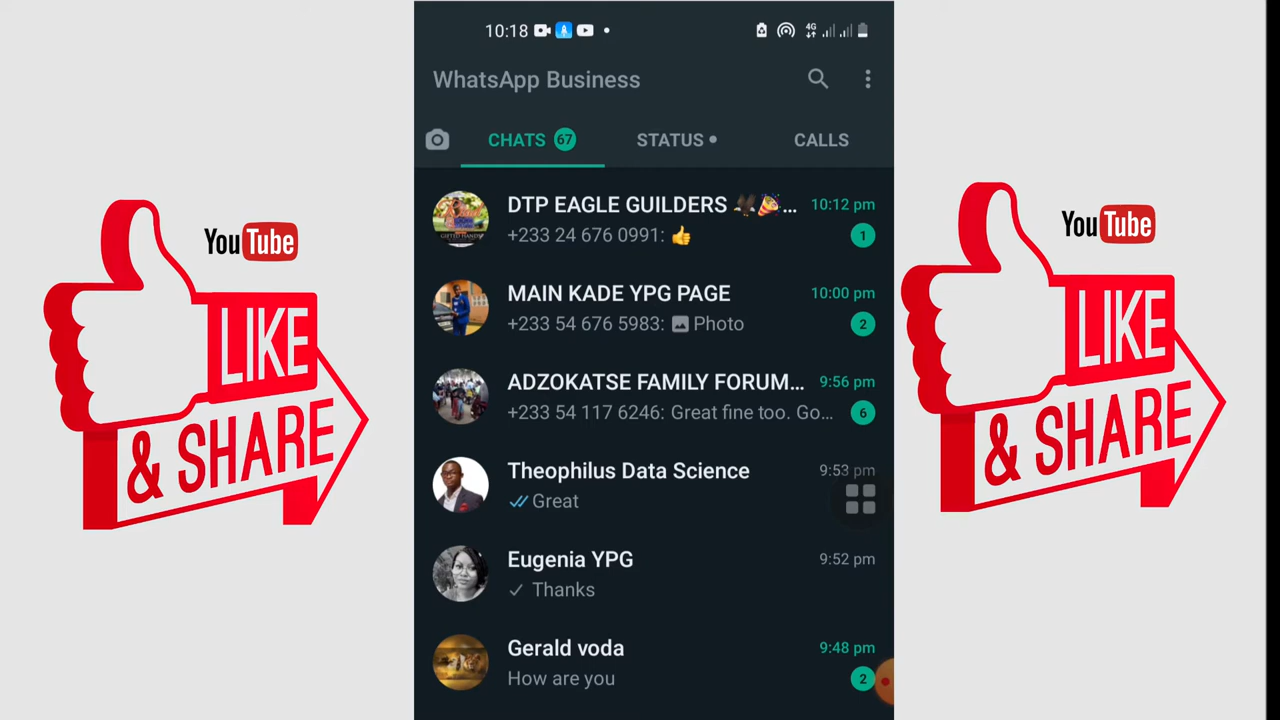 10:18
4G
WhatsApp Business
CHATS 67
STATUS
CALLS
DTP EAGLE GUILDERS 🦅🎉...
10:12 pm
+233 24 676 0991: 👍
1
MAIN KADE YPG PAGE
10:00 pm
+233 54 676 5983: Photo
2
ADZOKATSE FAMILY FORUM...
9:56 pm
+233 54 117 6246: Great fine too. Go...
6
Theophilus Data Science
9:53 pm
Great
Eugenia YPG
9:52 pm
Thanks
Gerald voda
9:48 pm
How are you
2
YouTube
LIKE
& SHARE
YouTube
LIKE
& SHARE